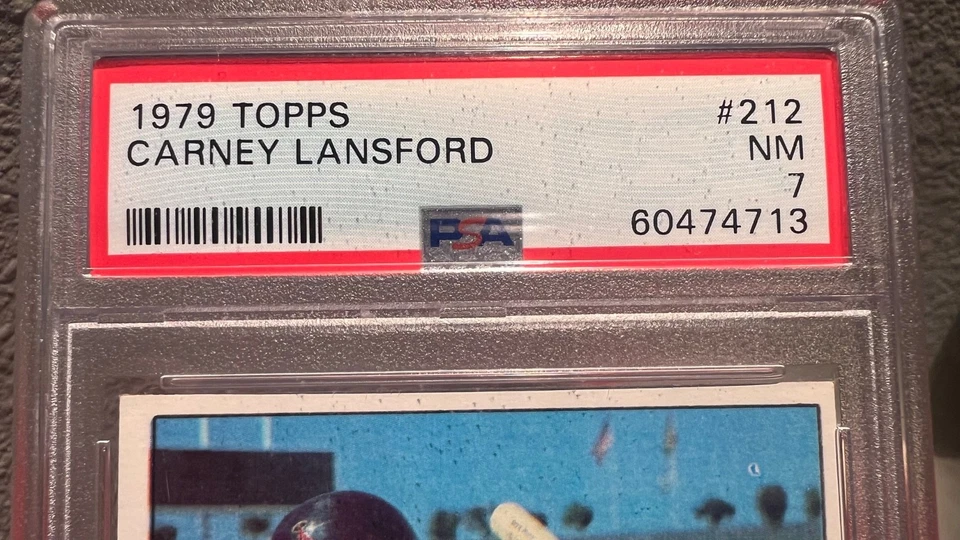 1979 TOPPS #212
CARNEY LANSFORD NM
7
PSA 60474713